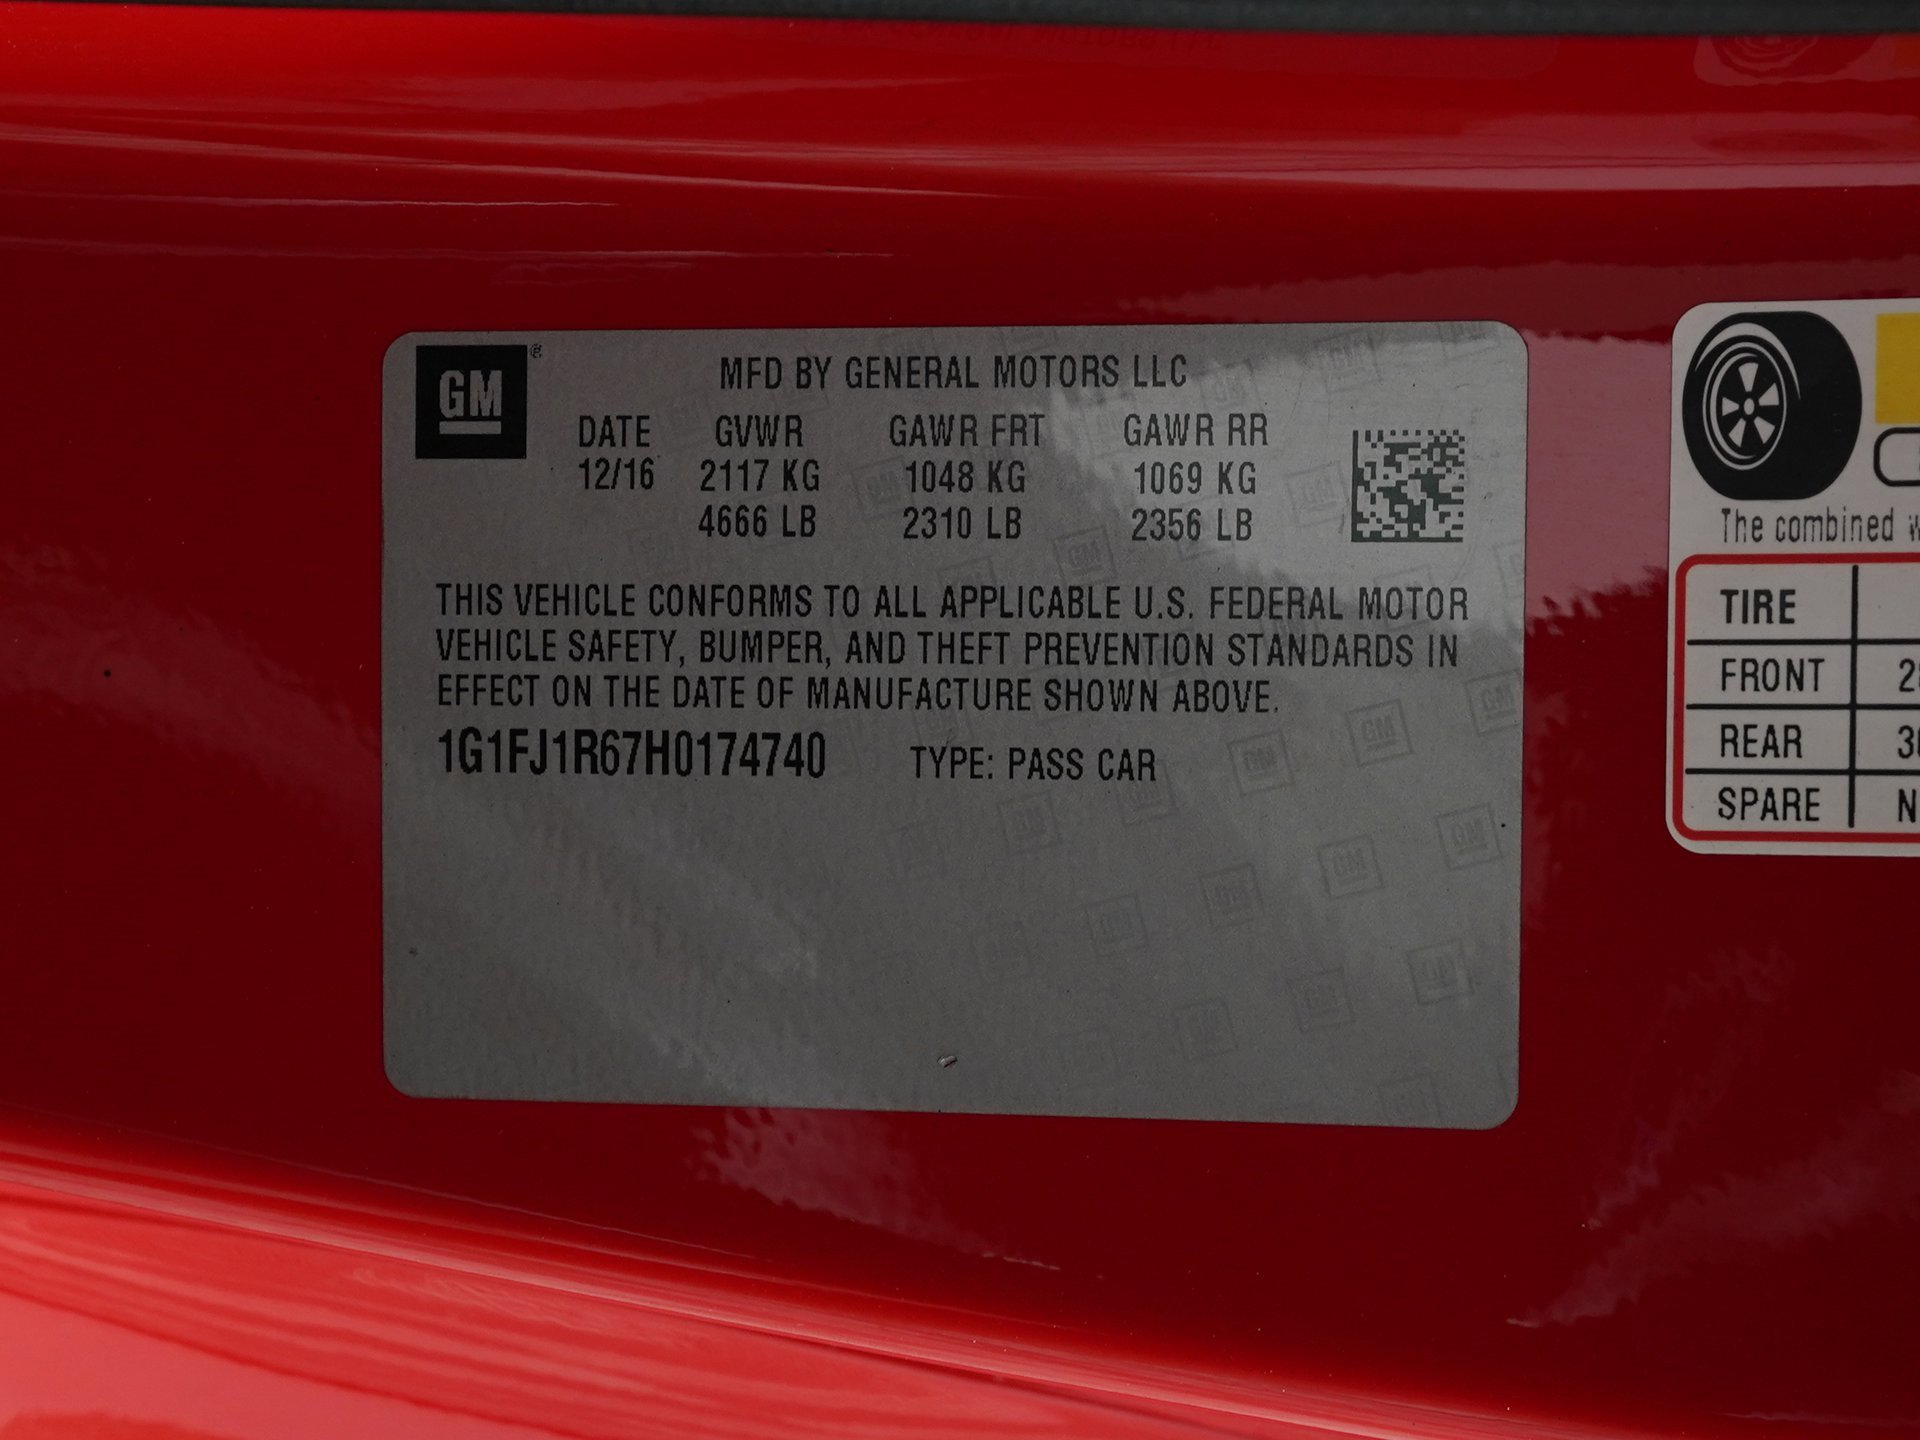 GM
MFD BY GENERAL MOTORS LLC
DATE GVWR GAWR FRT GAWR RR
12/16 2117 KG 1048 KG 1069 KG
4666 LB 2310 LB 2356 LB
THIS VEHICLE CONFORMS TO ALL APPLICABLE U.S. FEDERAL MOTOR
VEHICLE SAFETY, BUMPER, AND THEFT PREVENTION STANDARDS IN
EFFECT ON THE DATE OF MANUFACTURE SHOWN ABOVE.
1G1FJ1R67H0174740 TYPE: PASS CAR
The combined
TIRE
FRONT
REAR
SPARE